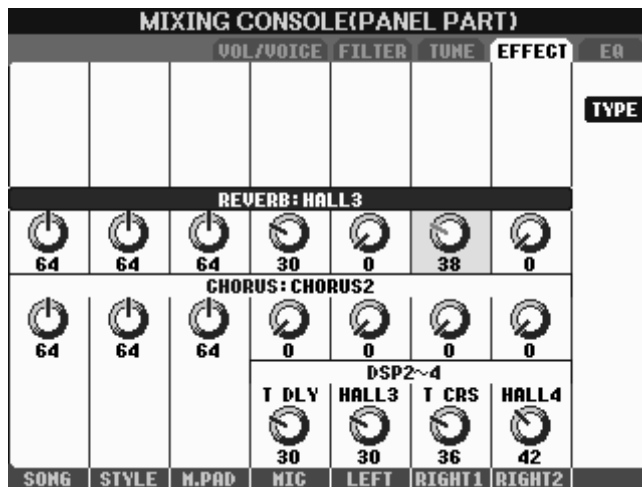 MIXING CONSOLE(PANEL PART)
VOL/VOICE FILTER TUNE EFFECT EQ
TYPE
REVERB:HALL3
64 64 64 30 0 38 0
CHORUS:CHORUS2
64 64 64 0 0 0 0
DSP2~4
T DLY HALL3 T CRS HALL4
30 30 36 42
SONG STYLE M.PAD MIC LEFT RIGHT1 RIGHT2